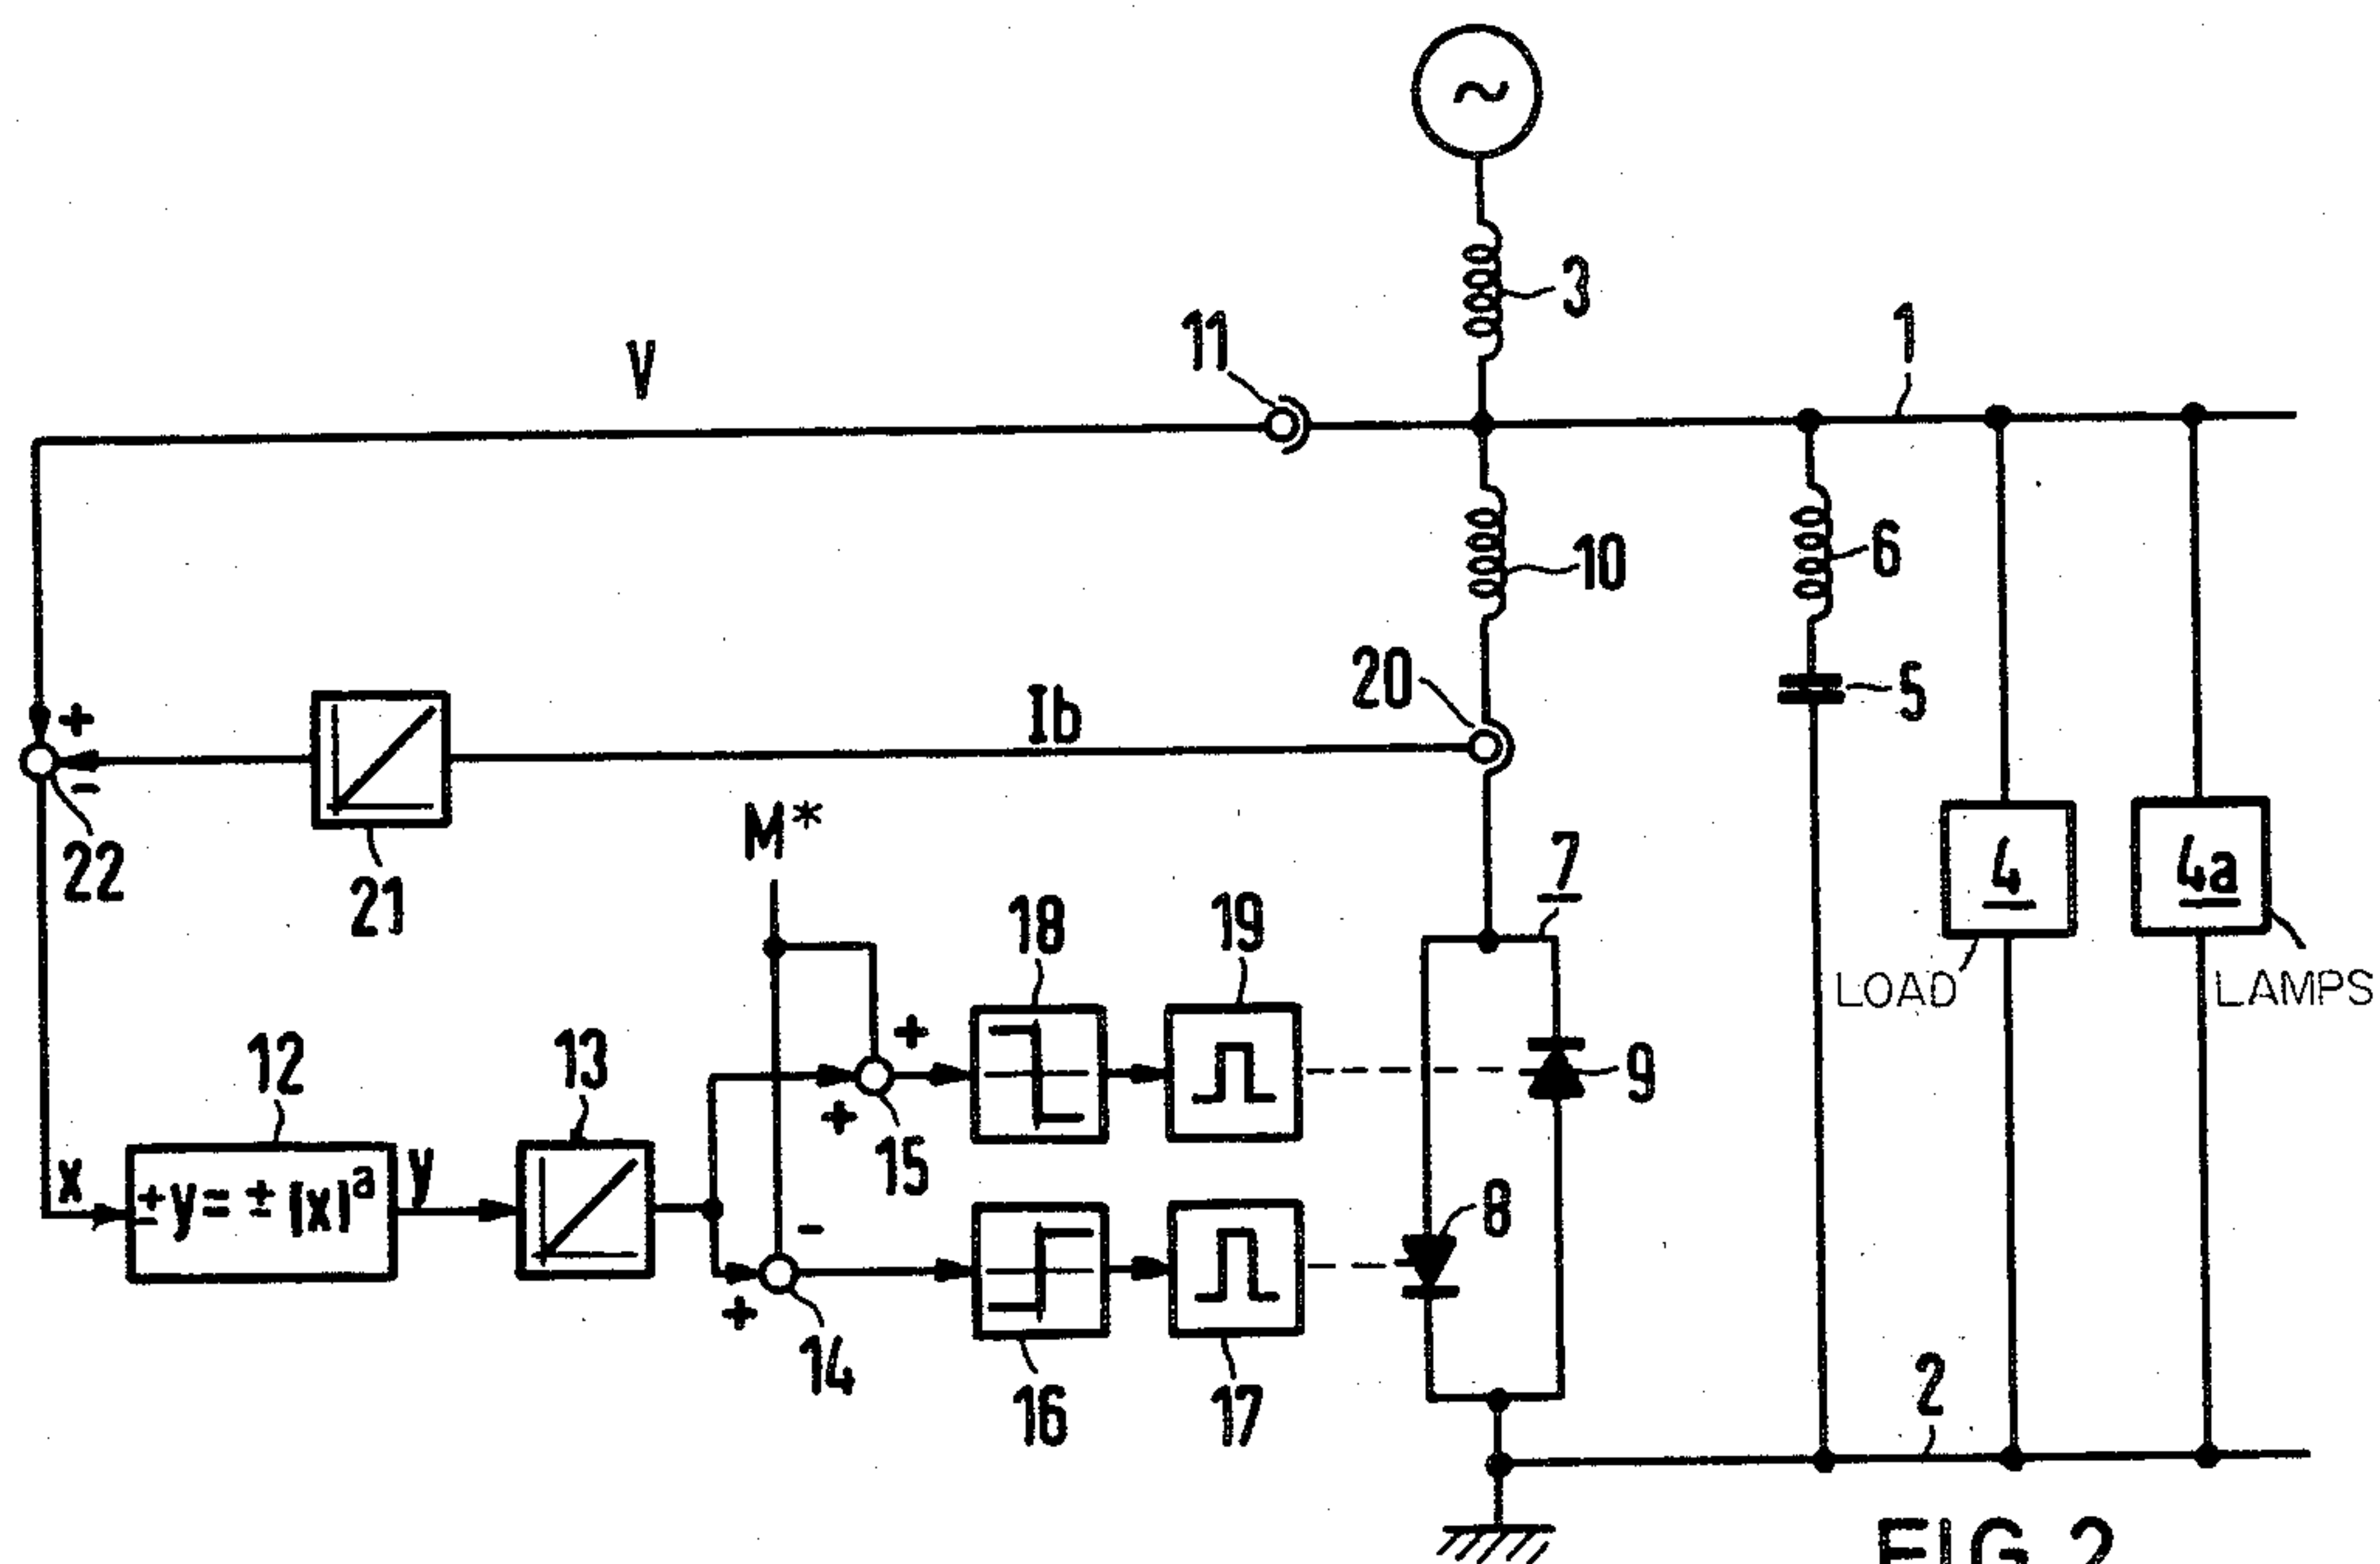 ~
3
11
1
V
10
6
20
5
Ib
+
-
22
21
M*
7
4
4a
18
19
LOAD
LAMPS
12
13
+
+
15
9
x
± y = ± (x)^a
y
-
8
+
14
16
17
2
FIG. 2